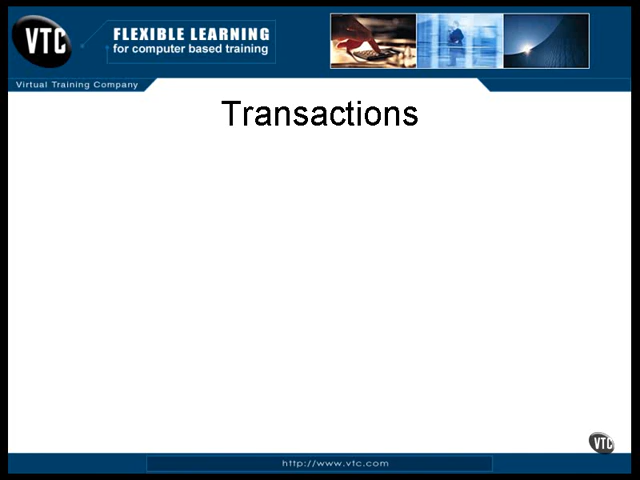 VTC
FLEXIBLE LEARNING
for computer based training
Virtual Training Company
Transactions
VTC
http://www.vtc.com